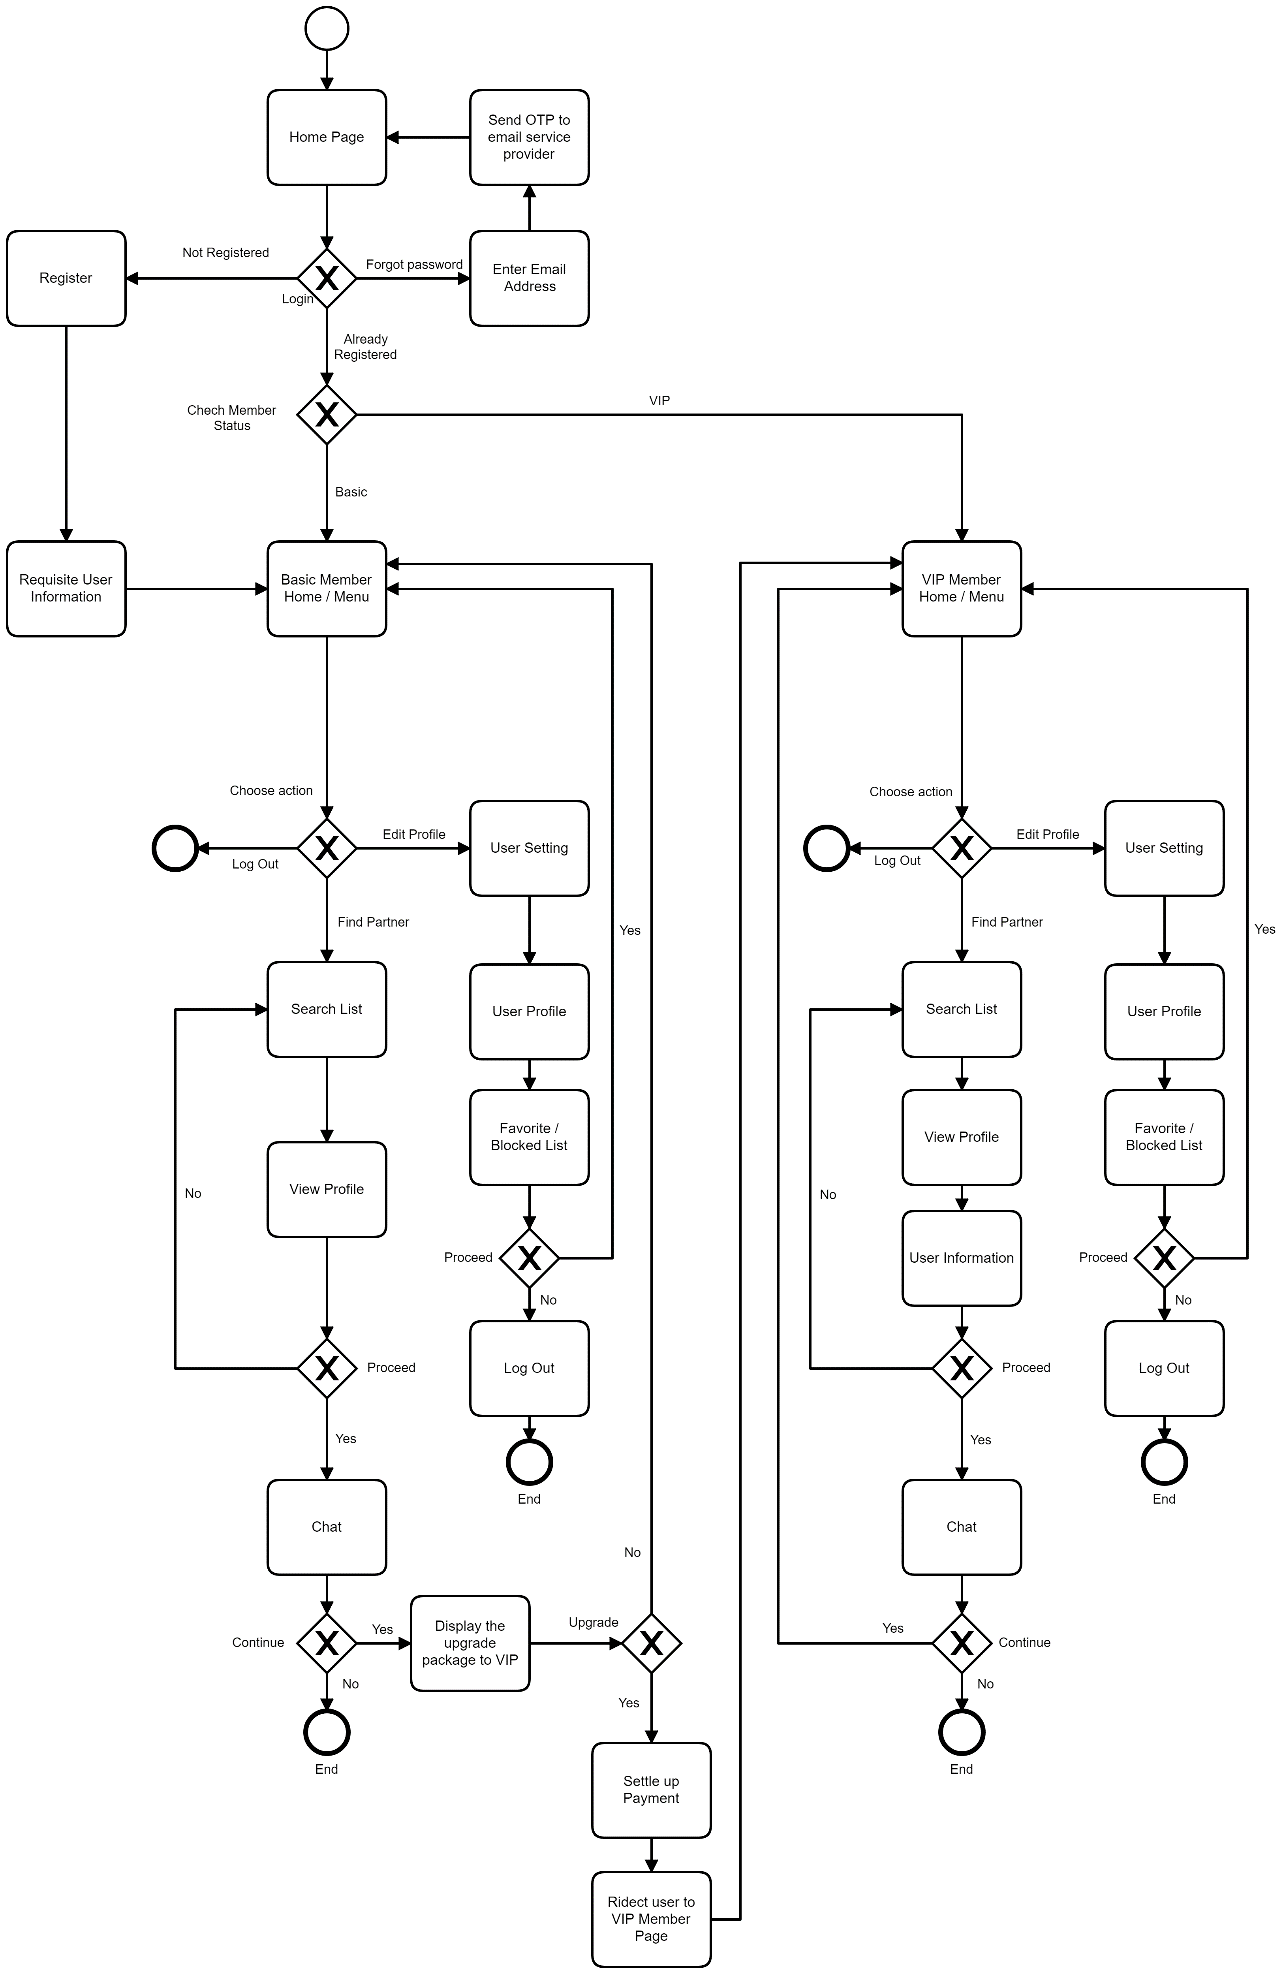 Home Page
Send OTP to
email service
provider
Register
Not Registered
Login
Forgot password
Enter Email
Address
Already
Registered
Chech Member
Status
VIP
Basic
Requisite User
Information
Basic Member
Home / Menu
VIP Member
Home / Menu
Choose action
Log Out
Edit Profile
User Setting
Find Partner
Yes
Search List
User Profile
Favorite /
Blocked List
No
View Profile
Proceed
No
Log Out
End
Proceed
Yes
Chat
No
Continue
Yes
Display the
upgrade
package to VIP
Upgrade
No
End
Yes
Settle up
Payment
Ridect user to
VIP Member
Page
Choose action
Log Out
Edit Profile
User Setting
Find Partner
Yes
Search List
User Profile
View Profile
Favorite /
Blocked List
No
User Information
Proceed
No
Log Out
End
Proceed
Yes
Chat
Yes
Continue
No
End